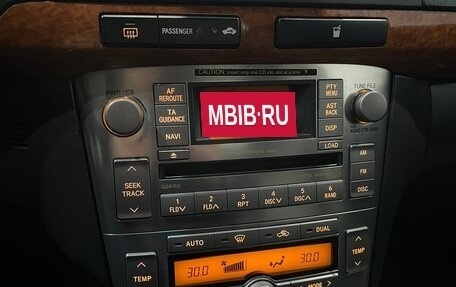 PASSENGER
CAUTION: Insert only one CD into slot at a time
PWR·VOL
TUNE·FILE
AF REROUTE
TA GUIDANCE
NAVI
MBIB·RU
PTY MENU
AST BACK
DISP
LOAD
AUDIO CTRL
SEEK TRACK
1 FLD∨
2 FLD∧
3 RPT
4 DISC∨
5 DISC∧
6 RAND
AM
FM
DISC
AUTO
DUAL
TEMP
30.0
30.0
TEMP